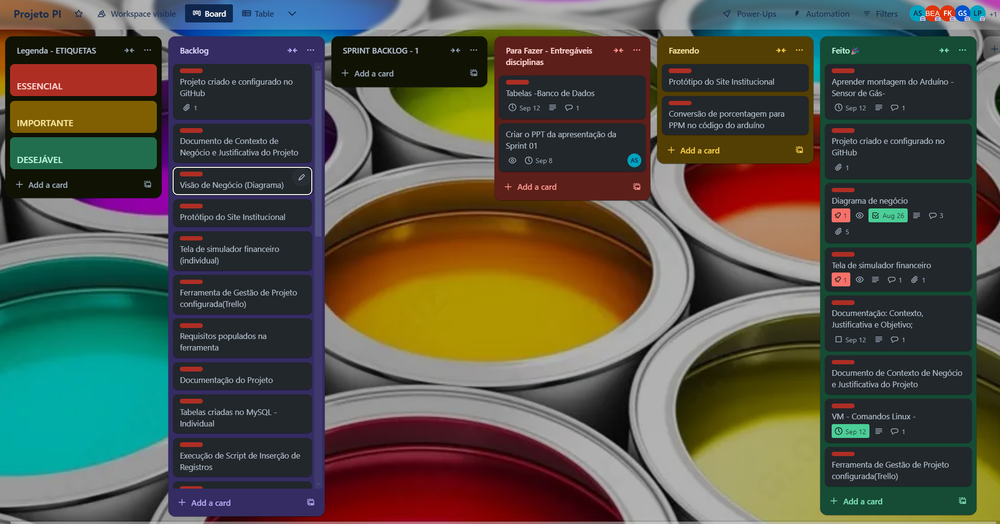 Projeto PI
Workspace visible
Board
Table
Power-Ups
Automation
Filters
AS
BEA
FK
GS
LP
+1
Legenda - ETIQUETAS
ESSENCIAL
IMPORTANTE
DESEJÁVEL
Add a card
Backlog
Projeto criado e configurado no
GitHub
1
Documento de Contexto de
Negócio e Justificativa do Projeto
Visão de Negócio (Diagrama)
Protótipo do Site Institucional
Tela de simulador financeiro
(individual)
Ferramenta de Gestão de Projeto
configurada(Trello)
Requisitos populados na
ferramenta
Documentação do Projeto
Tabelas criadas no MySQL -
Individual
Execução de Script de Inserção de
Registros
Add a card
SPRINT BACKLOG - 1
Add a card
Para Fazer - Entregáveis
disciplinas
Tabelas -Banco de Dados
Sep 12 1
Criar o PPT da apresentação da
Sprint 01
Sep 8 AS
Add a card
Fazendo
Protótipo do Site Institucional
Conversão de porcentagem para
PPM no código do arduíno
Add a card
Feito🎉
Aprender montagem do Arduíno -
Sensor de Gás-
Sep 12 1
Projeto criado e configurado no
GitHub
1
Diagrama de negócio
1 Aug 26 3
5
Tela de simulador financeiro
1 1 1
Documentação: Contexto,
Justificativa e Objetivo;
Sep 12 1
Documento de Contexto de Negócio
e Justificativa do Projeto
VM - Comandos Linux -
Sep 12 1
Ferramenta de Gestão de Projeto
configurada(Trello)
Add a card